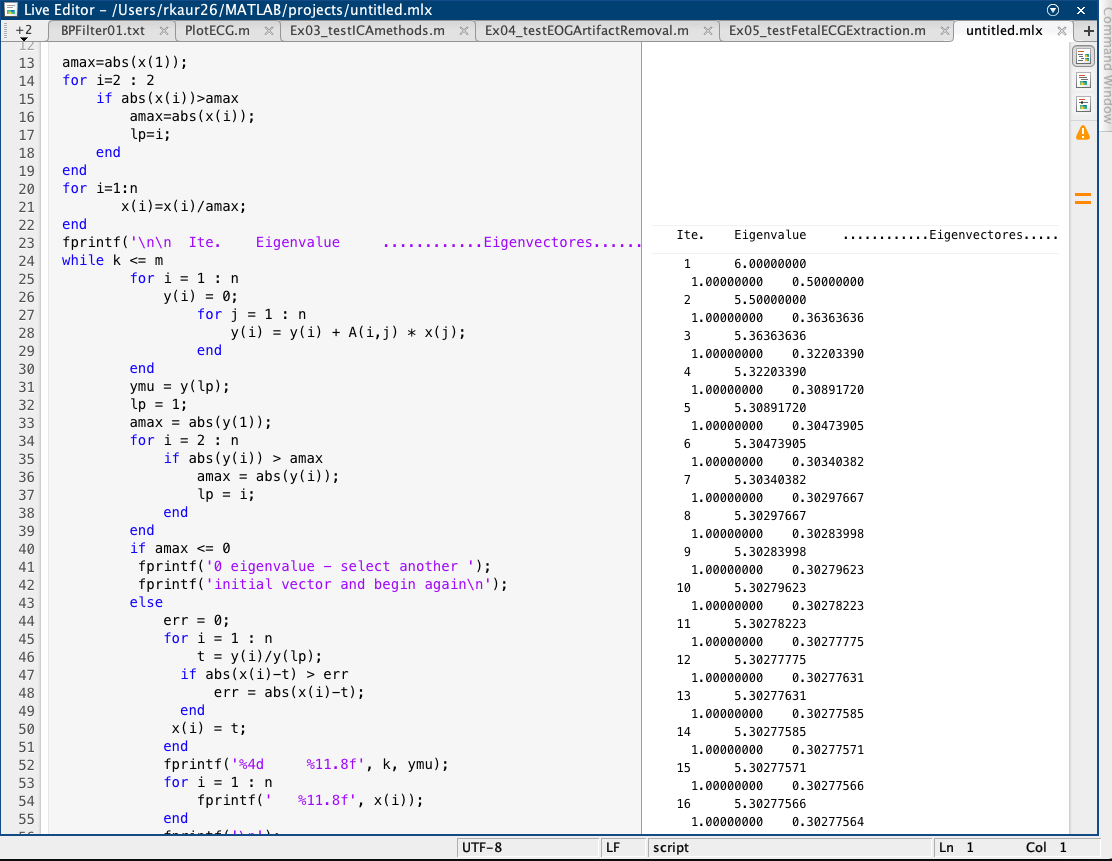 Live Editor - /Users/rkaur26/MATLAB/projects/untitled.mlx
+2 BPFilter01.txt PlotECG.m Ex03_testICAmethods.m Ex04_testEOGArtifactRemoval.m Ex05_testFetalECGExtraction.m untitled.mlx
Command Window
12
13 amax=abs(x(1));
14 for i=2 : 2
15 if abs(x(i))>amax
16 amax=abs(x(i));
17 lp=i;
18 end
19 end
20 for i=1:n
21 x(i)=x(i)/amax;
22 end
23 fprintf('\n\n  Ite.    Eigenvalue     ............Eigenvectores......
24 while k <= m
25 for i = 1 : n
26 y(i) = 0;
27 for j = 1 : n
28 y(i) = y(i) + A(i,j) * x(j);
29 end
30 end
31 ymu = y(lp);
32 lp = 1;
33 amax = abs(y(1));
34 for i = 2 : n
35 if abs(y(i)) > amax
36 amax = abs(y(i));
37 lp = i;
38 end
39 end
40 if amax <= 0
41 fprintf('0 eigenvalue - select another ');
42 fprintf('initial vector and begin again\n');
43 else
44 err = 0;
45 for i = 1 : n
46 t = y(i)/y(lp);
47 if abs(x(i)-t) > err
48 err = abs(x(i)-t);
49 end
50 x(i) = t;
51 end
52 fprintf('%4d     %11.8f', k, ymu);
53 for i = 1 : n
54 fprintf('   %11.8f', x(i));
55 end
56 fprintf('\n');
Ite. Eigenvalue ............Eigenvectores.....
1 6.00000000
1.00000000 0.50000000
2 5.50000000
1.00000000 0.36363636
3 5.36363636
1.00000000 0.32203390
4 5.32203390
1.00000000 0.30891720
5 5.30891720
1.00000000 0.30473905
6 5.30473905
1.00000000 0.30340382
7 5.30340382
1.00000000 0.30297667
8 5.30297667
1.00000000 0.30283998
9 5.30283998
1.00000000 0.30279623
10 5.30279623
1.00000000 0.30278223
11 5.30278223
1.00000000 0.30277775
12 5.30277775
1.00000000 0.30277631
13 5.30277631
1.00000000 0.30277585
14 5.30277585
1.00000000 0.30277571
15 5.30277571
1.00000000 0.30277566
16 5.30277566
1.00000000 0.30277564
UTF-8 LF script Ln 1 Col 1